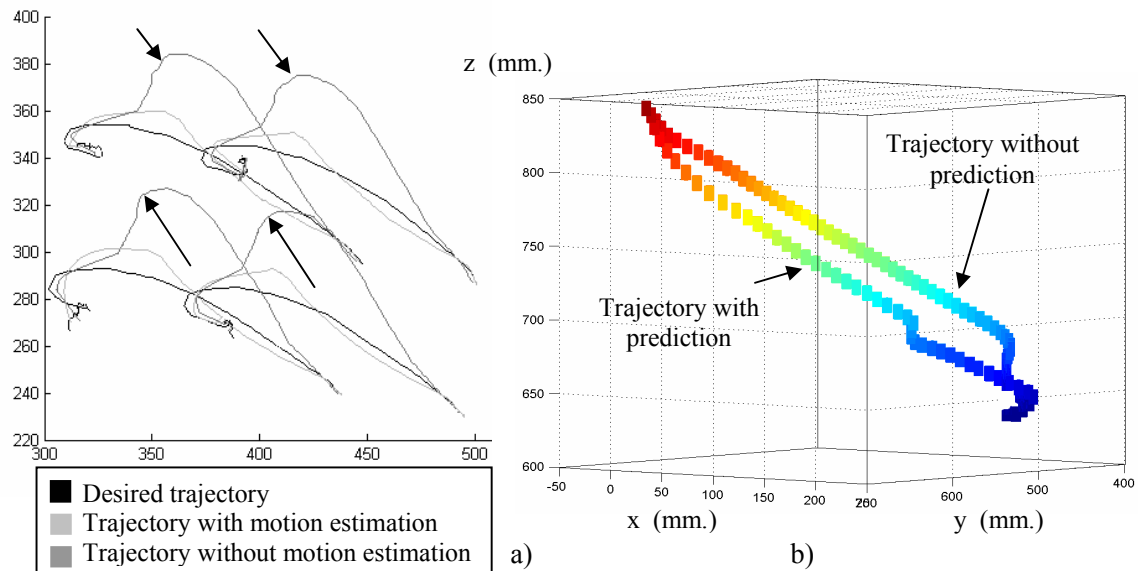 400
380
360
340
320
300
280
260
240
220
300
350
400
450
500
Desired trajectory
Trajectory with motion estimation
Trajectory without motion estimation
a)
z (mm.)
850
800
750
700
650
600
Trajectory without
prediction
Trajectory with
prediction
-50
0
50
100
150
200
600
500
400
x (mm.)
y (mm.)
b)